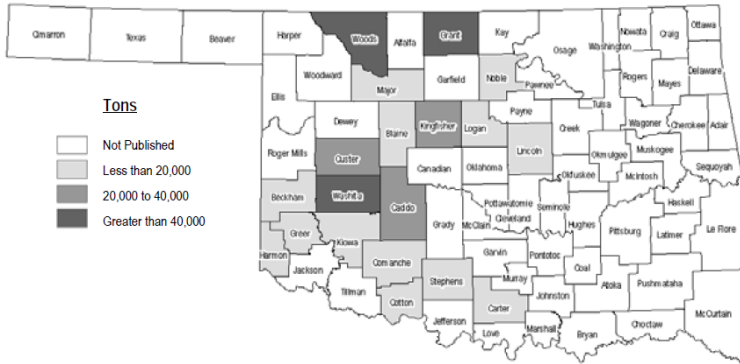 Cimarron
Texas
Beaver
Harper
Woods
Alfalfa
Grant
Kay
Osage
Washington
Nowata
Craig
Ottawa
Woodward
Ellis
Major
Garfield
Noble
Pawnee
Rogers
Mayes
Delaware
Tons
Not Published
Less than 20,000
20,000 to 40,000
Greater than 40,000
Dewey
Blaine
Kingfisher
Logan
Payne
Tulsa
Creek
Wagoner
Cherokee
Adair
Roger Mills
Custer
Canadian
Oklahoma
Lincoln
Okfuskee
Okmulgee
Muskogee
McIntosh
Sequoyah
Beckham
Washita
Caddo
Grady
McClain
Pottawatomie
Cleveland
Seminole
Hughes
Pittsburg
Haskell
Latimer
Le Flore
Greer
Kiowa
Harmon
Jackson
Comanche
Tillman
Cotton
Stephens
Garvin
Murray
Pontotoc
Coal
Atoka
Pushmataha
McCurtain
Jefferson
Carter
Love
Johnston
Marshall
Bryan
Choctaw